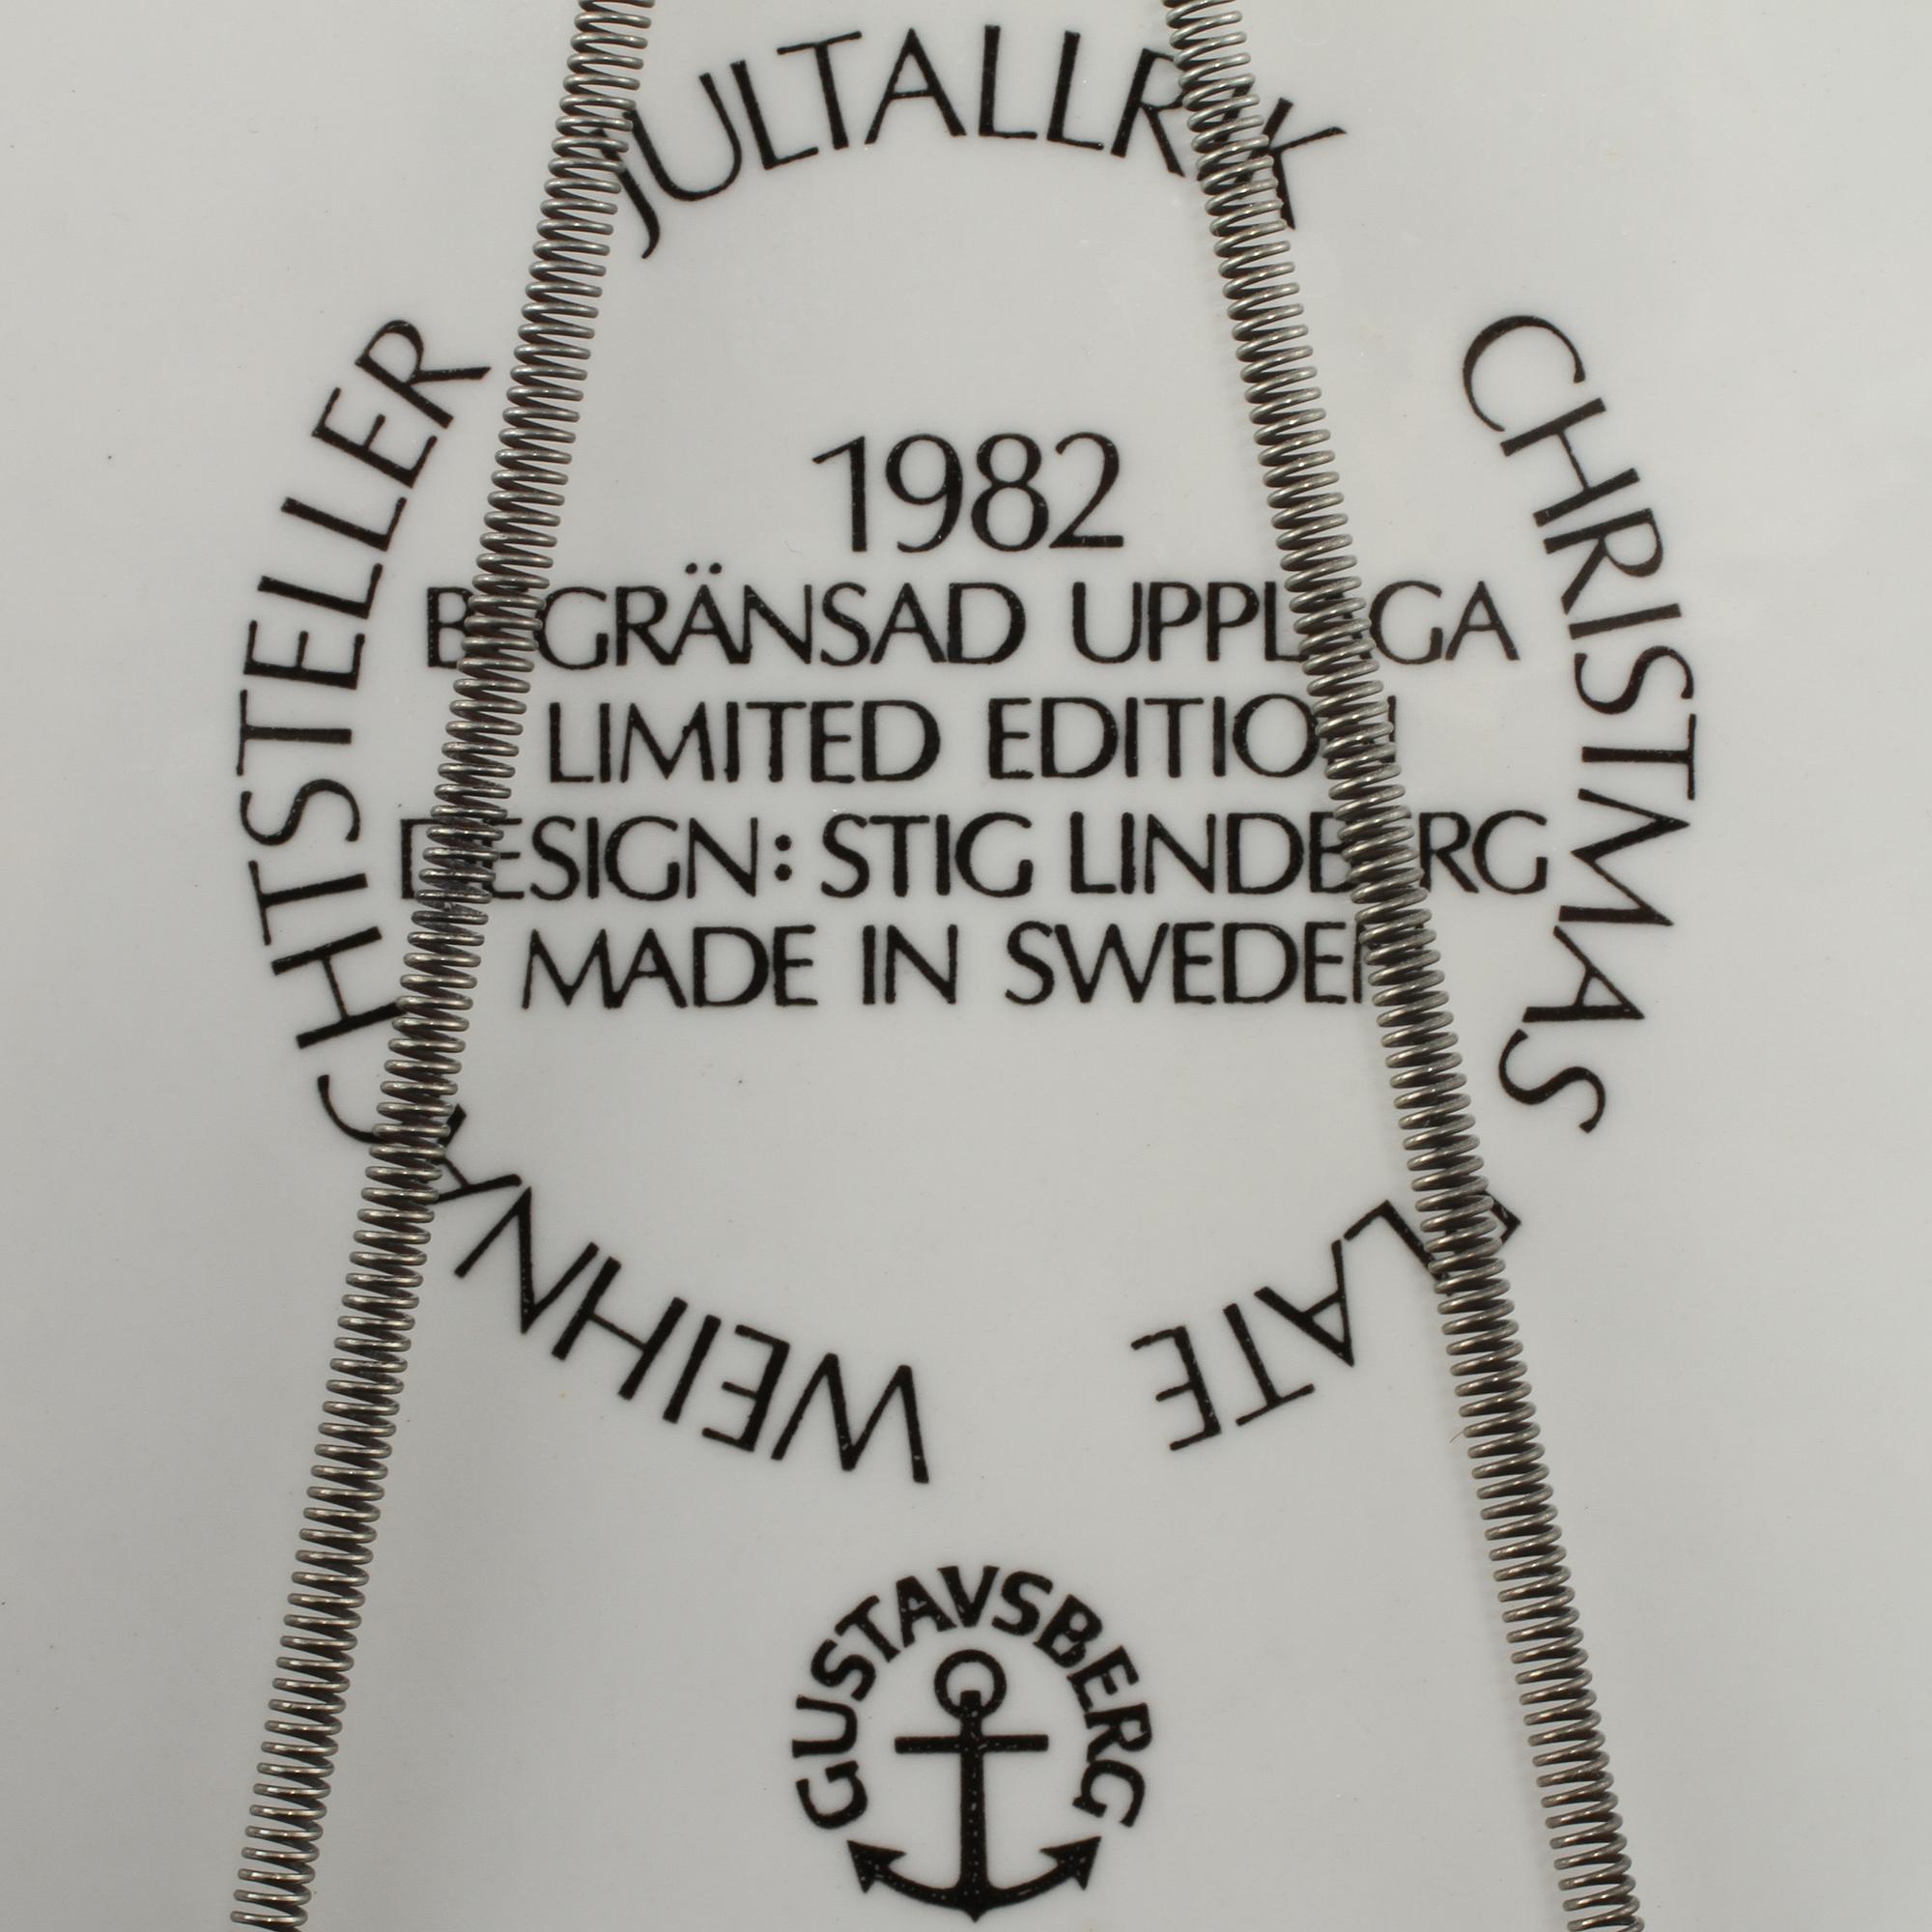 JULTALLRIK
CHRISTMAS PLATE
WEIHNACHTSTELLER
1982
BEGRÄNSAD UPPLAGA
LIMITED EDITION
DESIGN: STIG LINDBERG
MADE IN SWEDEN
GUSTAVSBERG